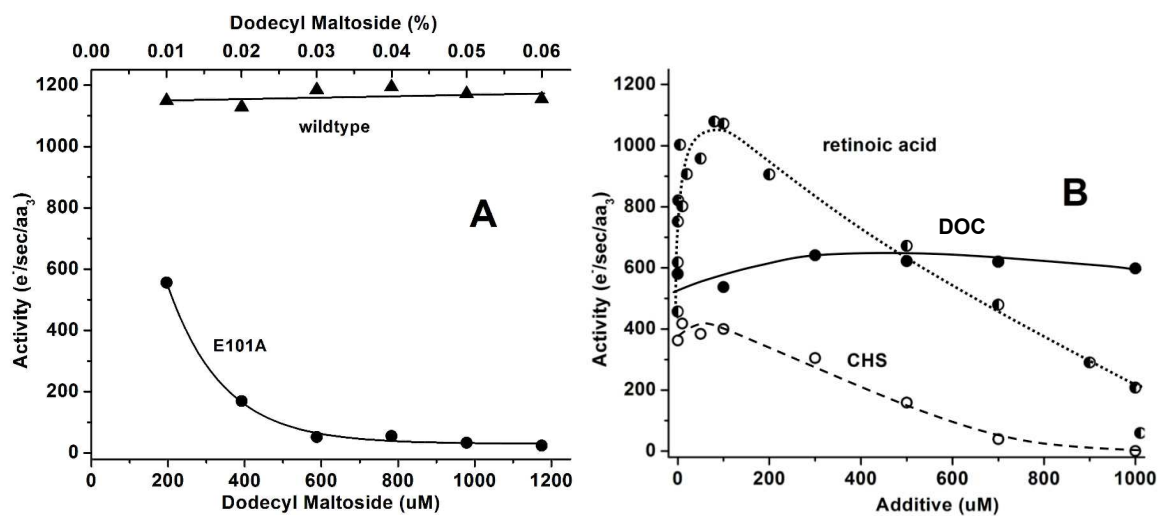 Dodecyl Maltoside (%)
0.00 0.01 0.02 0.03 0.04 0.05 0.06
1200
1000
800
600
400
200
0
Activity (e⁻/sec/aa₃)
wildtype
A
E101A
0 200 400 600 800 1000 1200
Dodecyl Maltoside (uM)
1200
1000
800
600
400
200
0
Activity (e⁻/sec/aa₃)
retinoic acid
B
DOC
CHS
0 200 400 600 800 1000
Additive (uM)